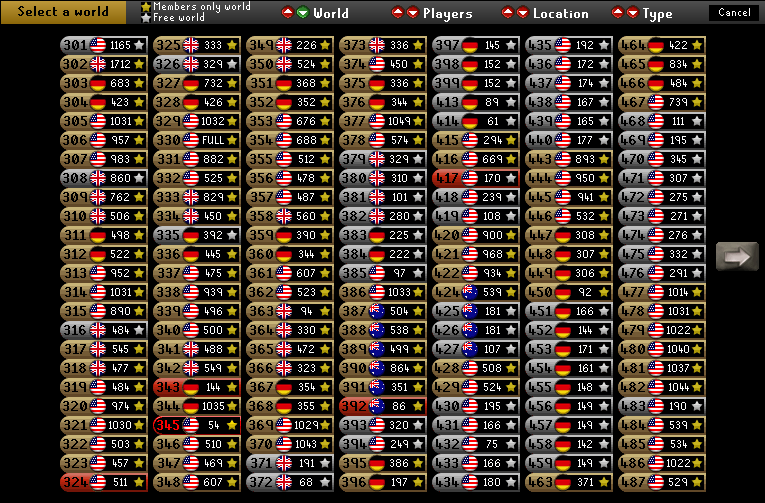 Select a world
Members only world
Free world
World
Players
Location
Type
Cancel
301 1165 325 333 349 226 373 336 397 145 435 192 464 422
302 1712 326 329 350 524 374 450 398 152 436 172 465 834
303 683 327 732 351 368 375 336 399 152 437 174 466 484
304 423 328 426 352 352 376 344 413 89 438 167 467 739
305 1031 329 1032 353 676 377 1049 414 61 439 165 468 111
306 957 330 FULL 354 688 378 574 415 294 440 177 469 195
307 983 331 882 355 512 379 329 416 669 443 893 470 345
308 860 332 525 356 478 380 310 417 170 444 950 471 307
309 762 333 829 357 487 381 101 418 239 445 941 472 275
310 506 334 450 358 560 382 280 419 108 446 532 473 271
311 498 335 392 359 390 383 225 420 900 447 308 474 276
312 522 336 445 360 344 384 222 421 968 448 307 475 332
313 952 337 475 361 607 385 97 422 934 449 306 476 291
314 1031 338 939 362 523 386 1033 424 539 450 92 477 1014
315 890 339 496 363 94 387 504 425 181 451 166 478 1031
316 484 340 500 364 330 388 538 426 181 452 144 479 1022
317 545 341 488 365 472 389 499 427 107 453 171 480 1040
318 477 342 549 366 323 390 864 428 508 454 161 481 1037
319 484 343 144 367 354 391 351 429 524 455 148 482 1044
320 974 344 1035 368 355 392 86 430 195 456 149 483 190
321 1030 345 54 369 1029 393 320 431 166 457 149 484 539
322 503 346 510 370 1043 394 249 432 75 458 142 485 534
323 457 347 469 371 191 395 386 433 166 459 149 486 1022
324 511 348 607 372 68 396 197 434 180 463 371 487 529